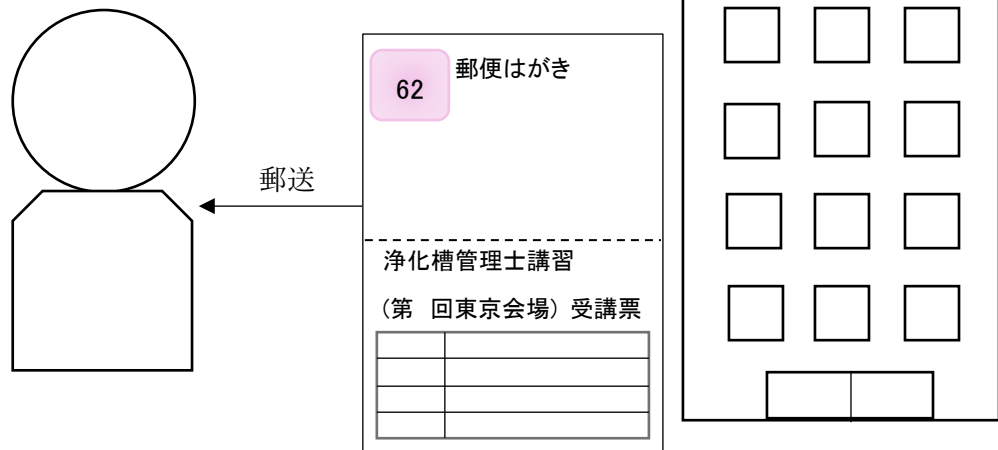 郵便はがき
62
郵送
浄化槽管理士講習
(第　回東京会場)受講票